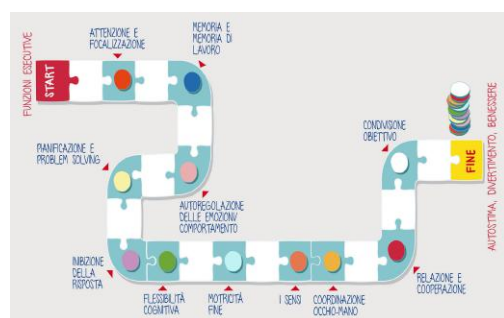 FUNZIONI ESECUTIVE
START
ATTENZIONE E
FOCALIZZAZIONE
MEMORIA E
MEMORIA DI
LAVORO
PIANIFICAZIONE E
PROBLEM SOLVING
AUTOREGOLAZIONE
DELLE EMOZIONI/
COMPORTAMENTO
INIBIZIONE
DELLA
RISPOSTA
FLESSIBILITÀ
COGNITIVA
MOTRICITÀ
FINE
I SENSI
COORDINAZIONE
OCCHIO-MANO
RELAZIONE E
COOPERAZIONE
CONDIVISIONE
OBIETTIVO
FINE
AUTOSTIMA, DIVERTIMENTO, BENESSERE